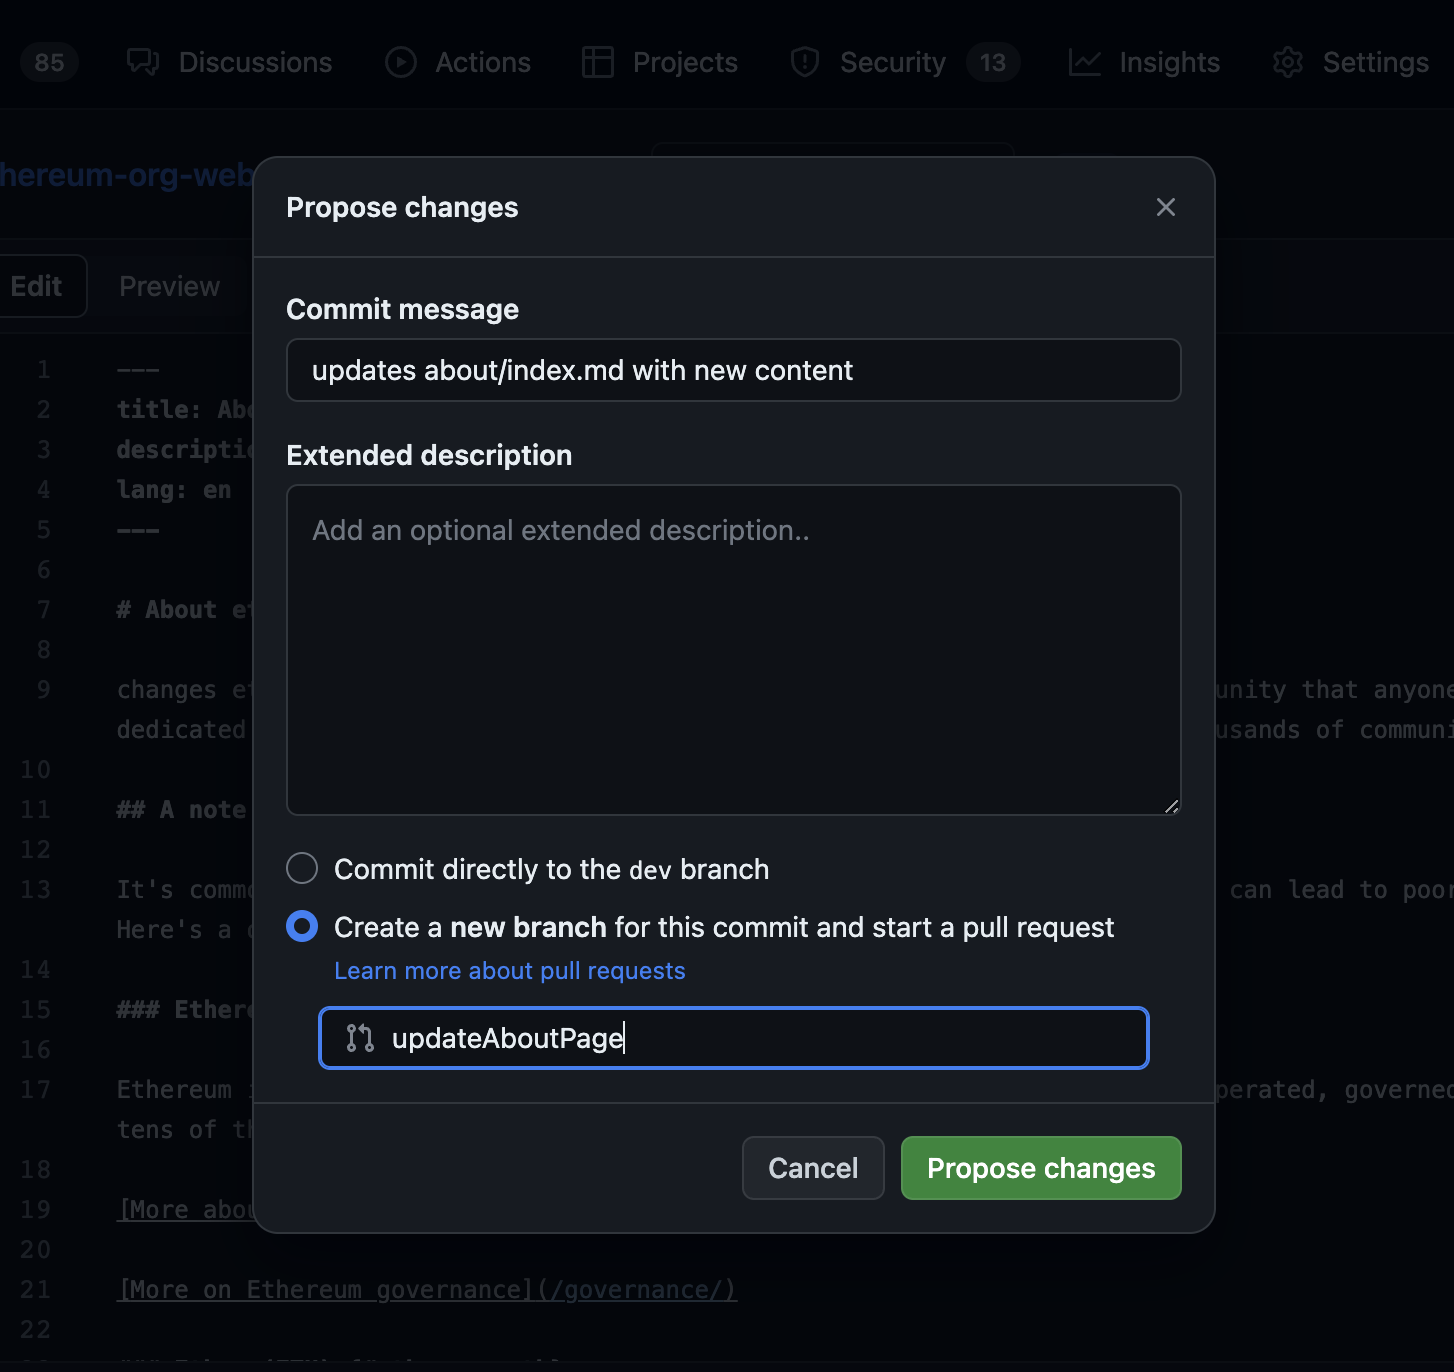 85 Discussions Actions Projects Security 13 Insights Settings
hereum-org-web
Propose changes
Edit Preview
Commit message
updates about/index.md with new content
Extended description
Add an optional extended description..
Commit directly to the dev branch
Create a new branch for this commit and start a pull request
Learn more about pull requests
updateAboutPage
Cancel Propose changes
1 ---
2 title: Abo
3 descriptio
4 lang: en
5 ---
6
7 # About et
8
9 changes et unity that anyone
dedicated usands of communi
10
11 ## A note
12
13 It's commo can lead to poor
Here's a
14
15 ### Ethere
16
17 Ethereum perated, governed
tens of th
18
19 [More abou
20
21 [More on Ethereum governance](/governance/)
22